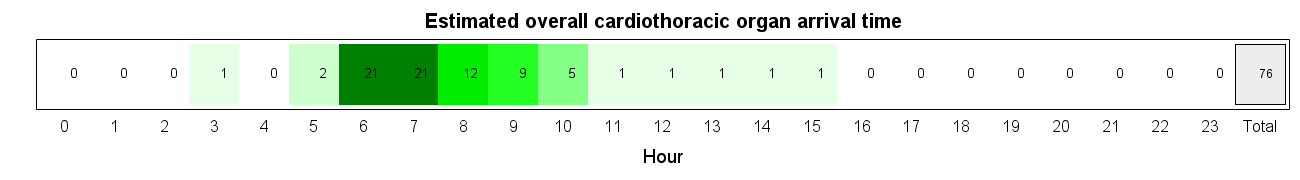 Estimated overall cardiothoracic organ arrival time
0 0 0 1 0 2 21 21 12 9 5 1 1 1 1 1 0 0 0 0 0 0 0 0 76
0 1 2 3 4 5 6 7 8 9 10 11 12 13 14 15 16 17 18 19 20 21 22 23 Total
Hour